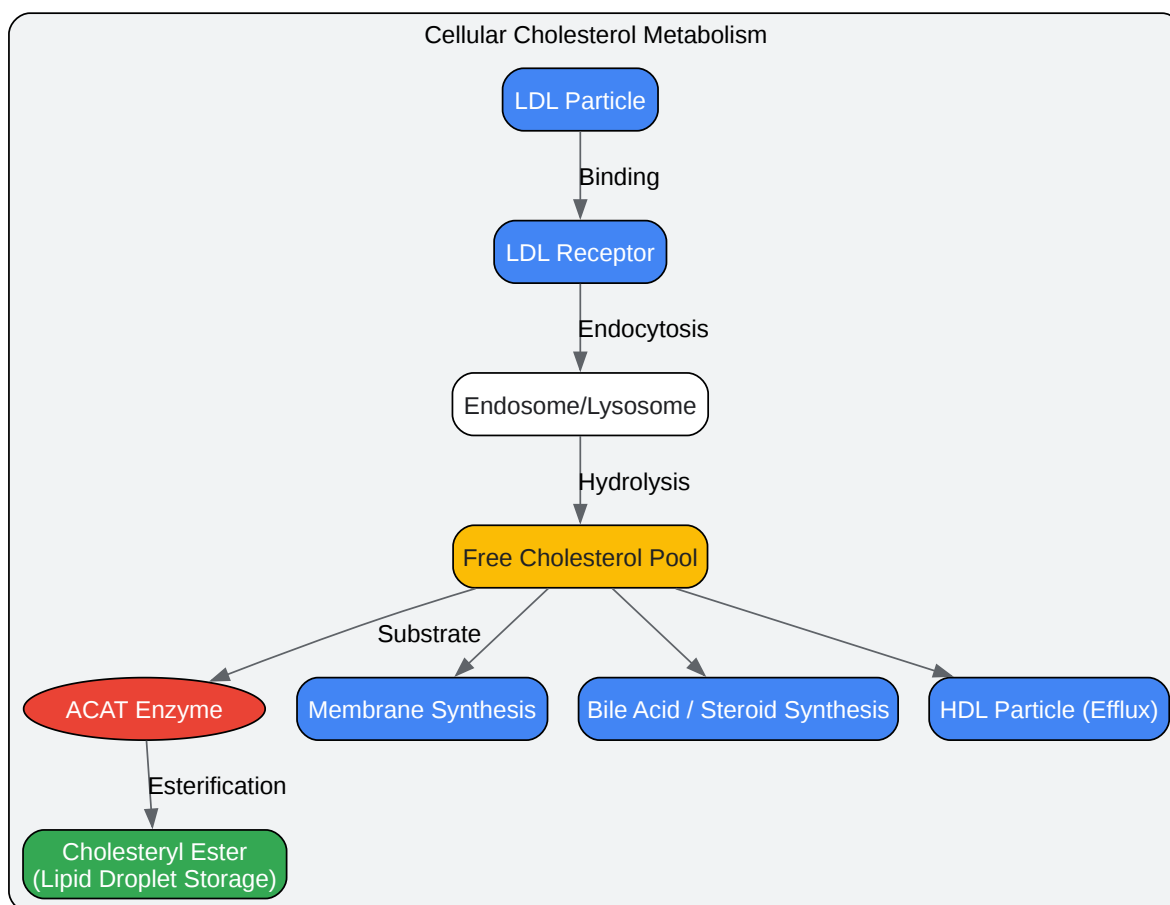 Cellular Cholesterol Metabolism
LDL Particle
Binding
LDL Receptor
Endocytosis
Endosome/Lysosome
Hydrolysis
Free Cholesterol Pool
Substrate
ACAT Enzyme
Membrane Synthesis
Bile Acid / Steroid Synthesis
HDL Particle (Efflux)
Esterification
Cholesteryl Ester
(Lipid Droplet Storage)